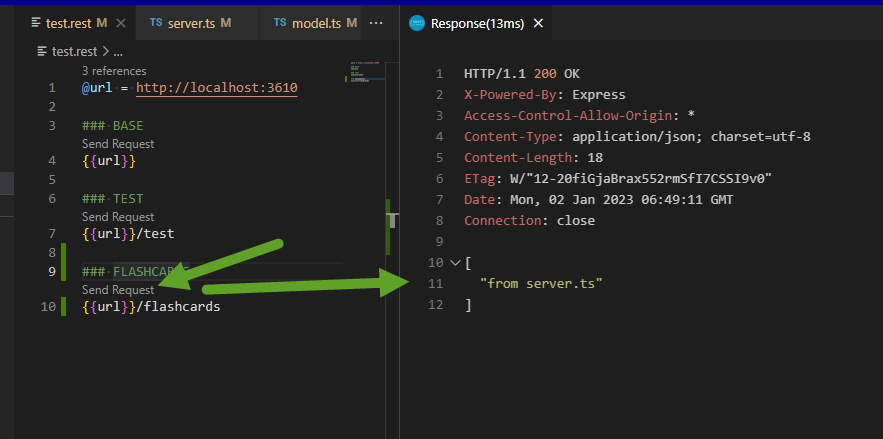 test.rest M
TS server.ts M
TS model.ts M
Response(13ms)
test.rest > ...
3 references
1 @url = http://localhost:3610
2
3 ### BASE
Send Request
4 {{url}}
5
6 ### TEST
Send Request
7 {{url}}/test
8
9 ### FLASHCARDS
Send Request
10 {{url}}/flashcards
1 HTTP/1.1 200 OK
2 X-Powered-By: Express
3 Access-Control-Allow-Origin: *
4 Content-Type: application/json; charset=utf-8
5 Content-Length: 18
6 ETag: W/"12-20fiGjaBrax552rmSfI7CSSI9v0"
7 Date: Mon, 02 Jan 2023 06:49:11 GMT
8 Connection: close
9
10 [
11 "from server.ts"
12 ]